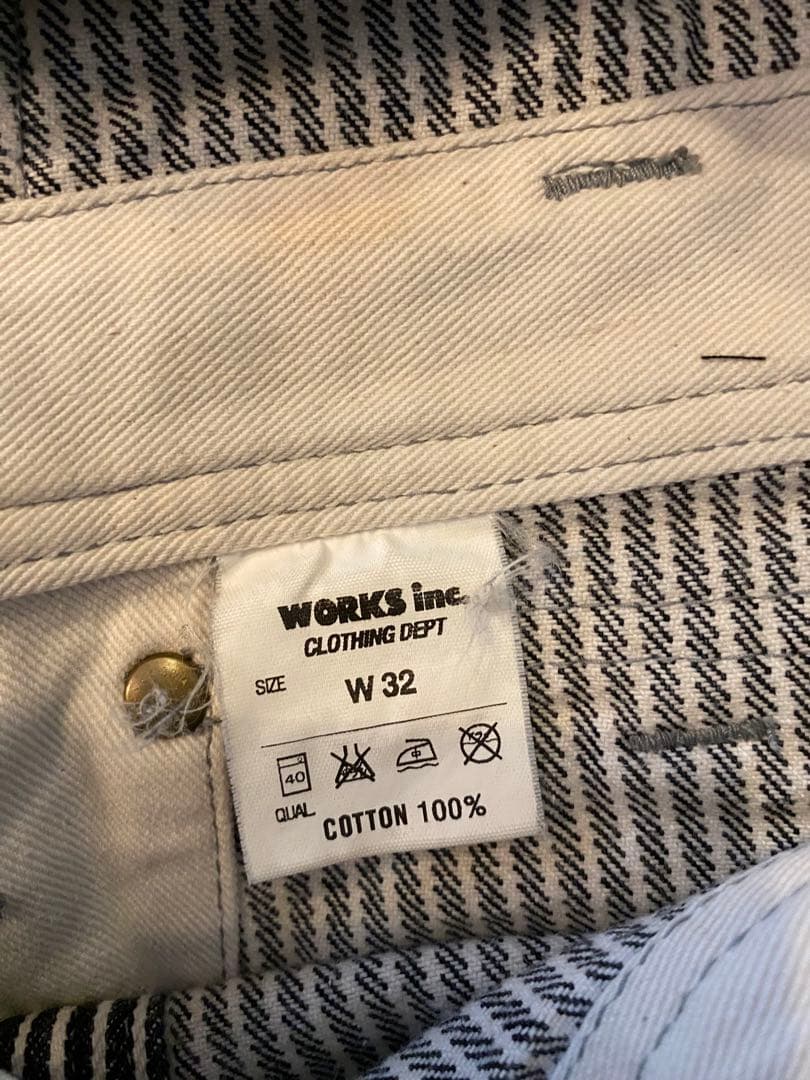 WORKS inc.
CLOTHING DEPT
SIZE W 32
40
QUAL COTTON 100%